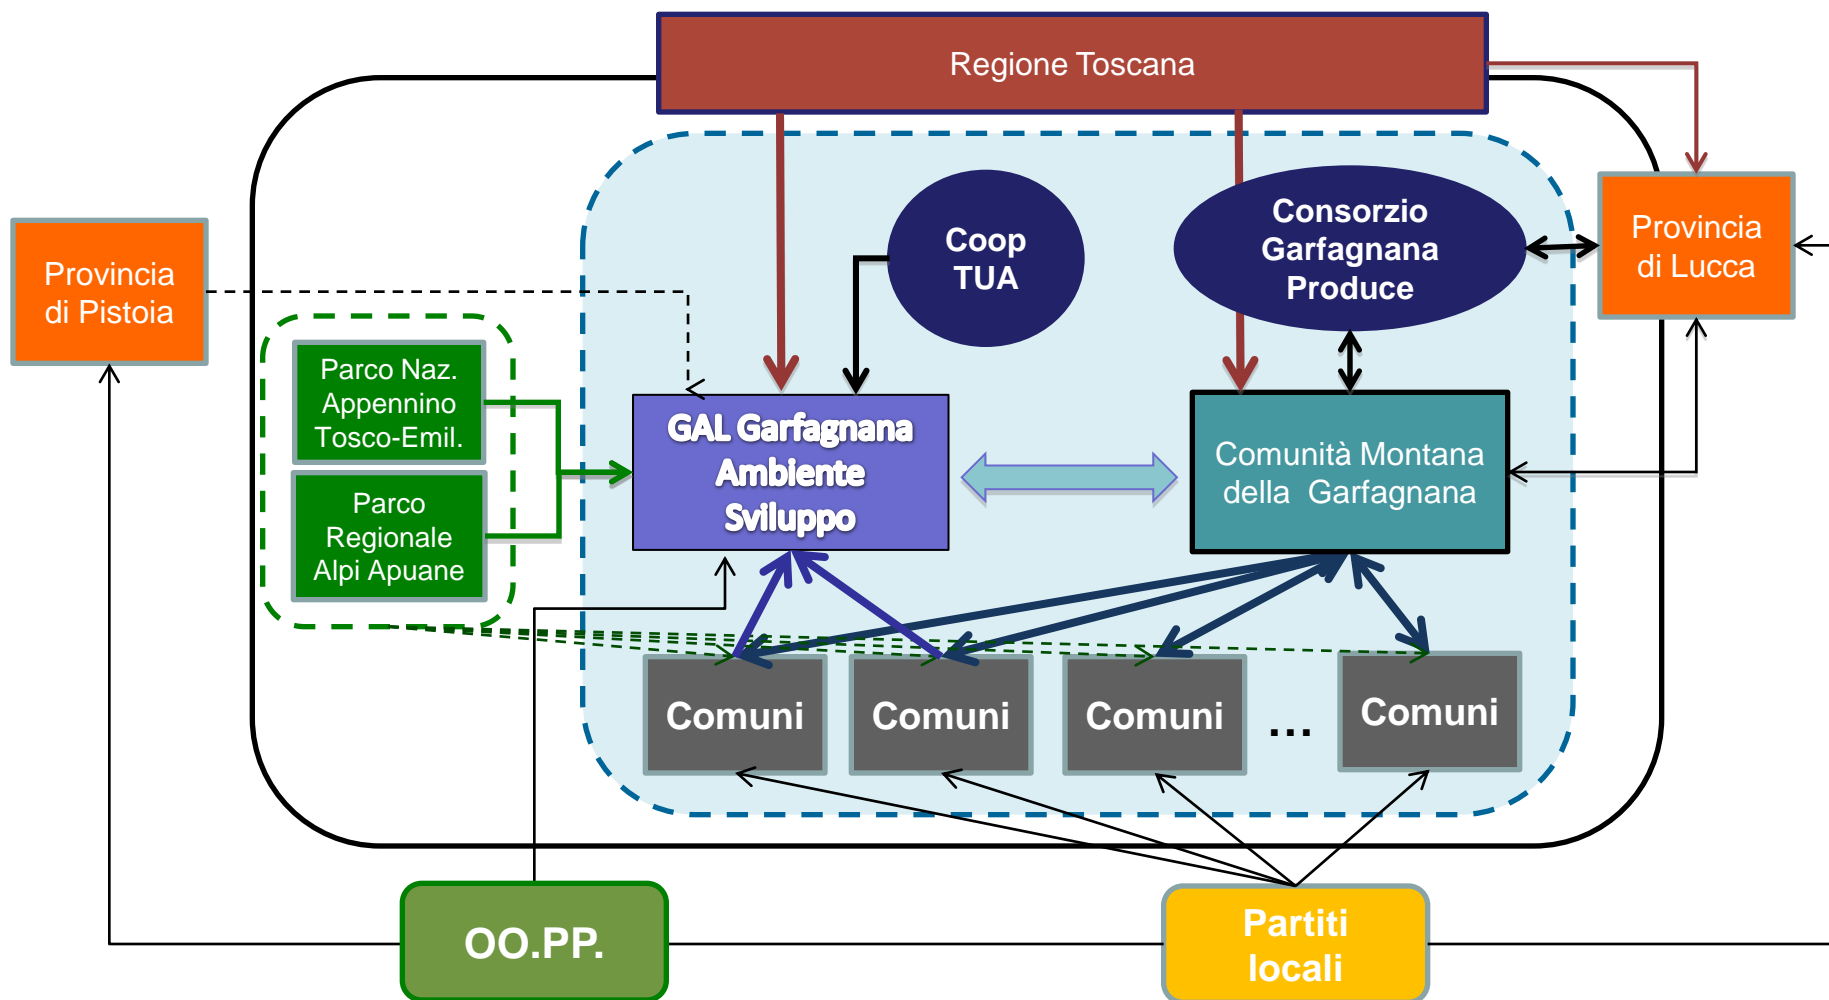 Regione Toscana
Coop
TUA
Consorzio
Garfagnana
Produce
Provincia
di Lucca
Provincia
di Pistoia
Parco Naz.
Appennino
Tosco-Emil.
Parco
Regionale
Alpi Apuane
GAL Garfagnana
Ambiente
Sviluppo
Comunità Montana
della Garfagnana
Comuni
Comuni
Comuni
...
Comuni
OO.PP.
Partiti
locali